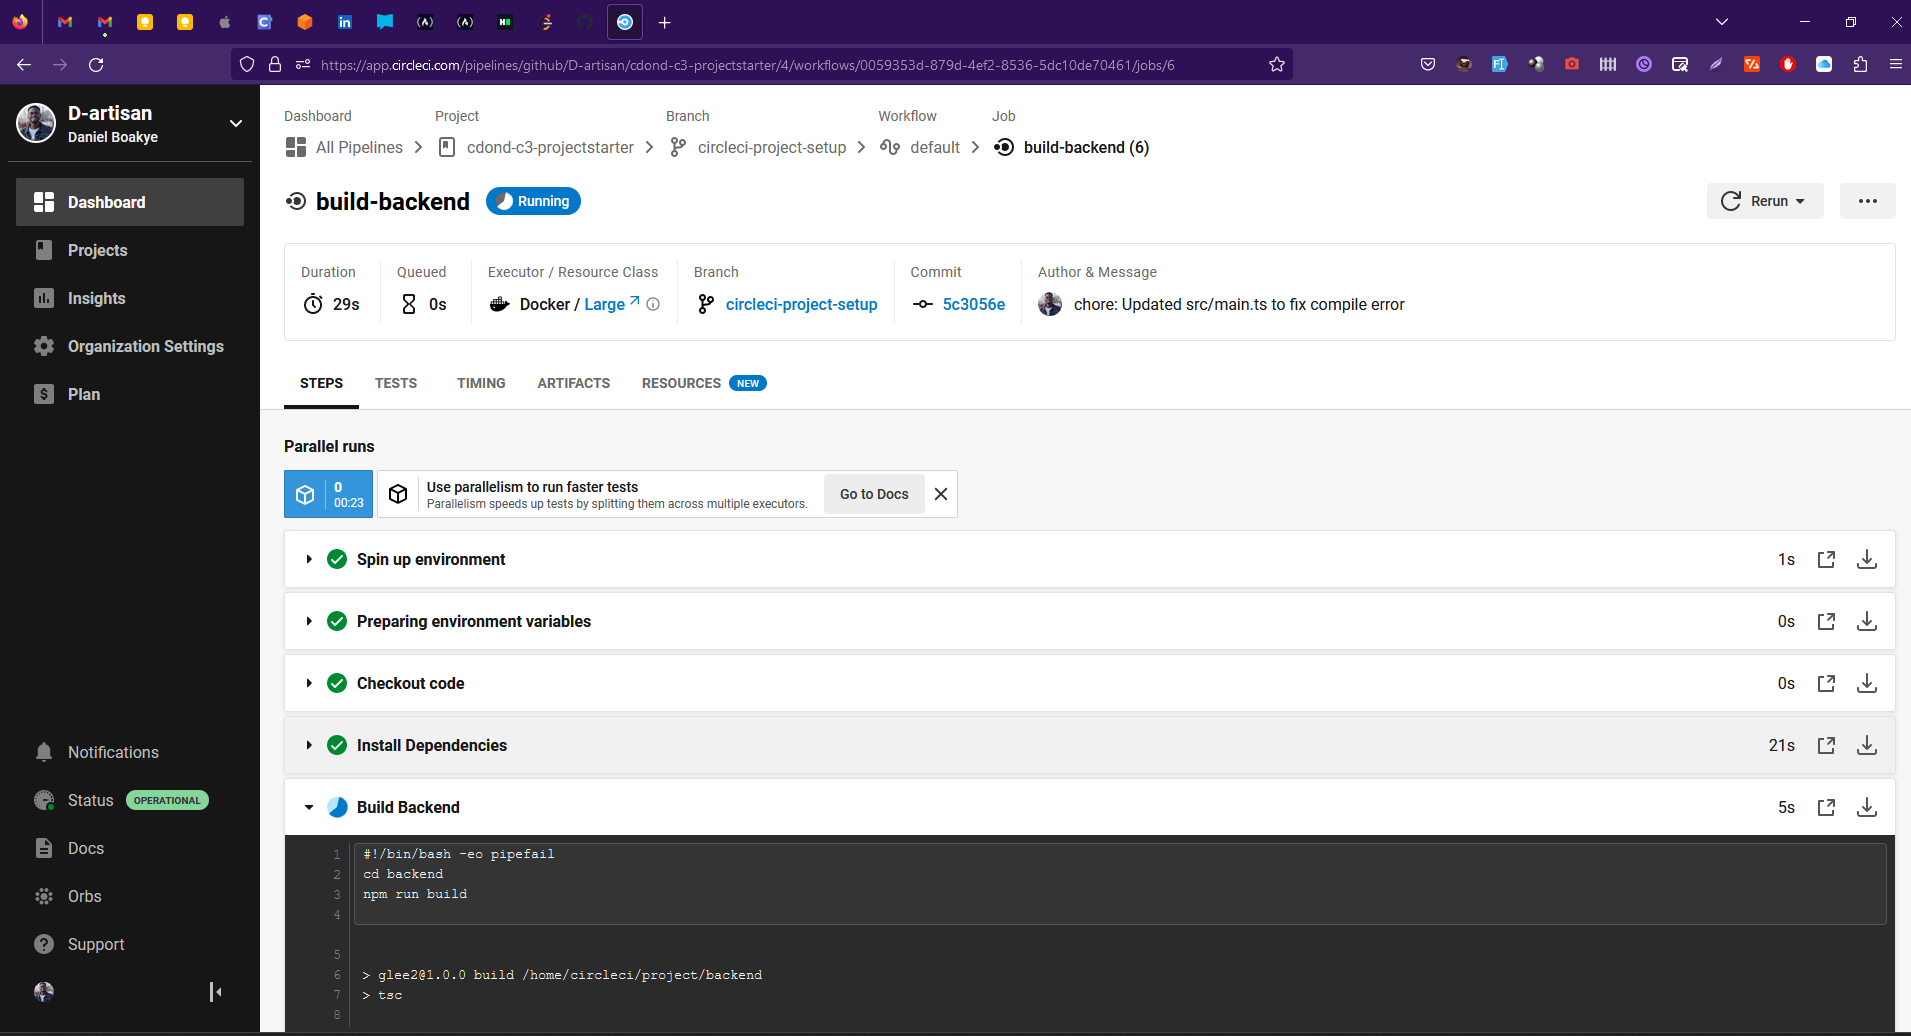 https://app.circleci.com/pipelines/github/D-artisan/cdond-c3-projectstarter/4/workflows/0059353d-879d-4ef2-8536-5dc10de70461/jobs/6
D-artisan
Daniel Boakye
Dashboard
Projects
Insights
Organization Settings
Plan
Notifications
Status OPERATIONAL
Docs
Orbs
Support
Dashboard Project Branch Workflow Job
All Pipelines cdond-c3-projectstarter circleci-project-setup default build-backend (6)
build-backend Running Rerun
Duration Queued Executor / Resource Class Branch Commit Author & Message
29s 0s Docker / Large circleci-project-setup 5c3056e chore: Updated src/main.ts to fix compile error
STEPS TESTS TIMING ARTIFACTS RESOURCES NEW
Parallel runs
0
00:23
Use parallelism to run faster tests
Parallelism speeds up tests by splitting them across multiple executors.
Go to Docs
Spin up environment 1s
Preparing environment variables 0s
Checkout code 0s
Install Dependencies 21s
Build Backend 5s
1 #!/bin/bash -eo pipefail
2 cd backend
3 npm run build
4
5
6 > glee2@1.0.0 build /home/circleci/project/backend
7 > tsc
8